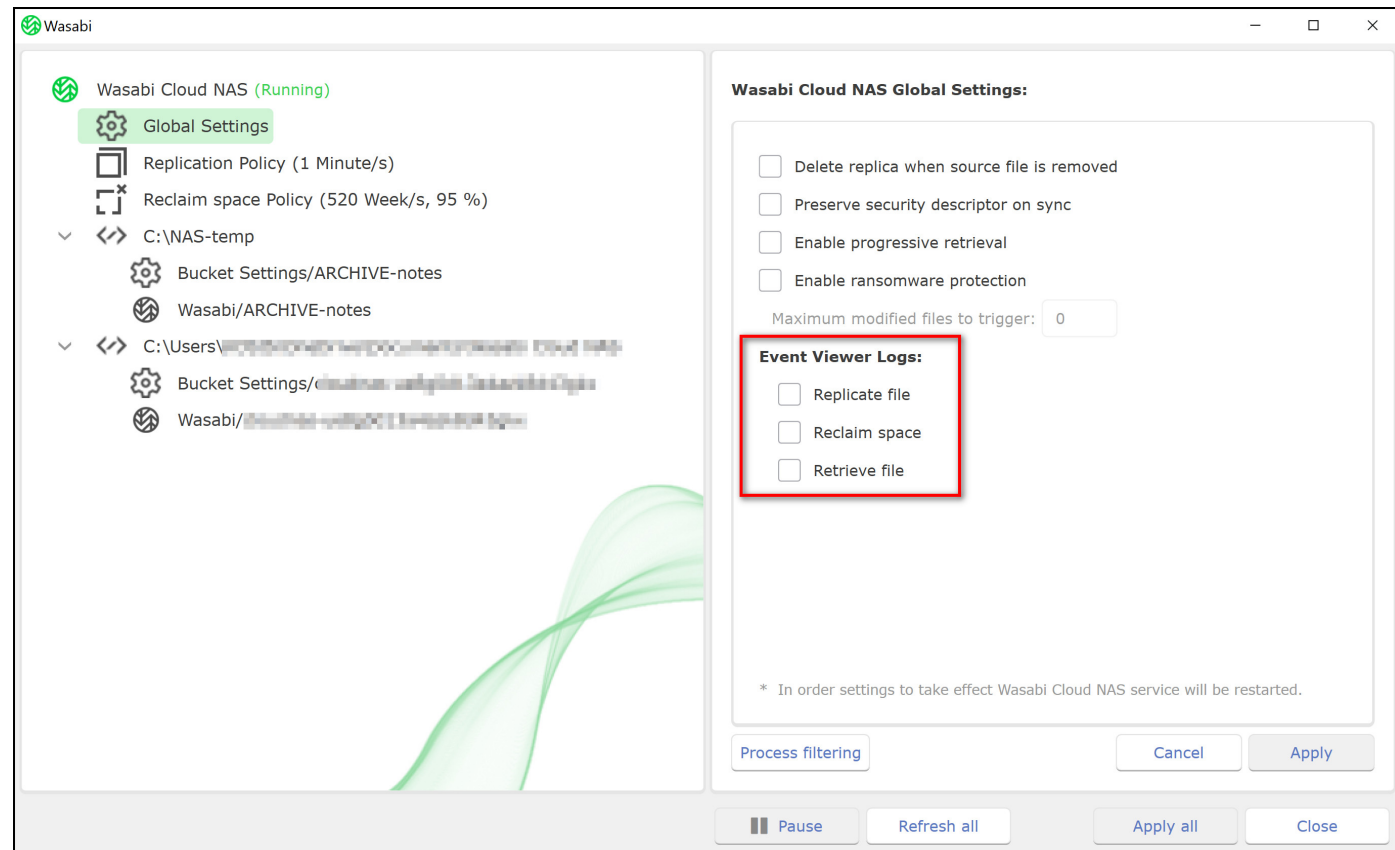 Wasabi
Wasabi Cloud NAS (Running)
Global Settings
Replication Policy (1 Minute/s)
Reclaim space Policy (520 Week/s, 95 %)
C:\NAS-temp
Bucket Settings/ARCHIVE-notes
Wasabi/ARCHIVE-notes
C:\Users\
Bucket Settings/
Wasabi/
Wasabi Cloud NAS Global Settings:
Delete replica when source file is removed
Preserve security descriptor on sync
Enable progressive retrieval
Enable ransomware protection
Maximum modified files to trigger: 0
Event Viewer Logs:
Replicate file
Reclaim space
Retrieve file
* In order settings to take effect Wasabi Cloud NAS service will be restarted.
Process filtering
Cancel
Apply
Pause
Refresh all
Apply all
Close